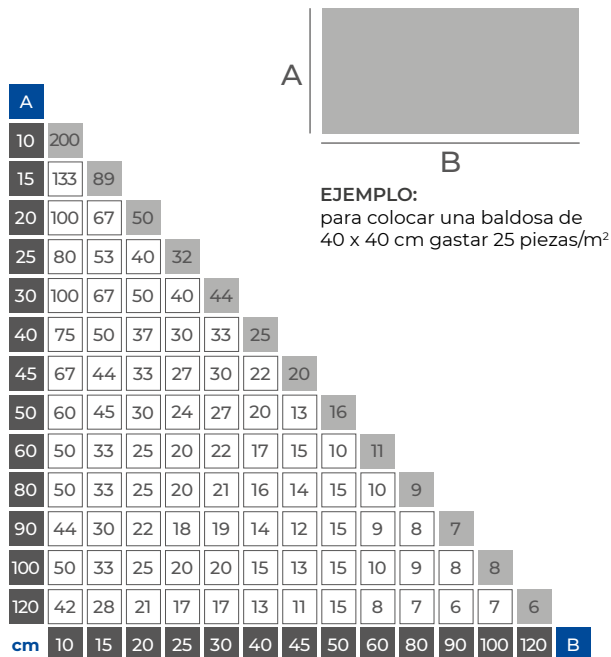 A
B
EJEMPLO:
para colocar una baldosa de
40 x 40 cm gastar 25 piezas/m²
A
10 200
15 133 89
20 100 67 50
25 80 53 40 32
30 100 67 50 40 44
40 75 50 37 30 33 25
45 67 44 33 27 30 22 20
50 60 45 30 24 27 20 13 16
60 50 33 25 20 22 17 15 10 11
80 50 33 25 20 21 16 14 15 10 9
90 44 30 22 18 19 14 12 15 9 8 7
100 50 33 25 20 20 15 13 15 10 9 8 8
120 42 28 21 17 17 13 11 15 8 7 6 7 6
cm 10 15 20 25 30 40 45 50 60 80 90 100 120 B